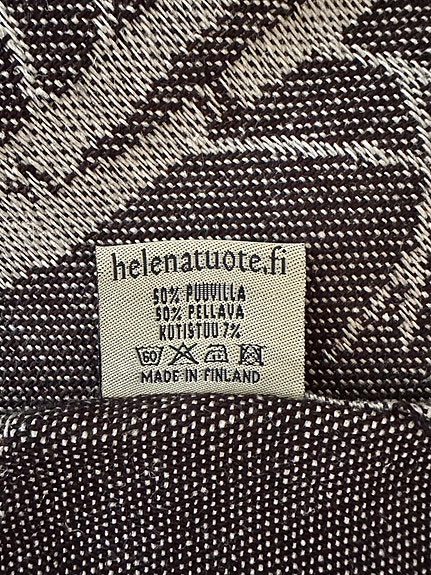 helenatuote.fi
50% PUUVILLA
50% PELLAVA
KUTISTUU 7%
60
MADE IN FINLAND